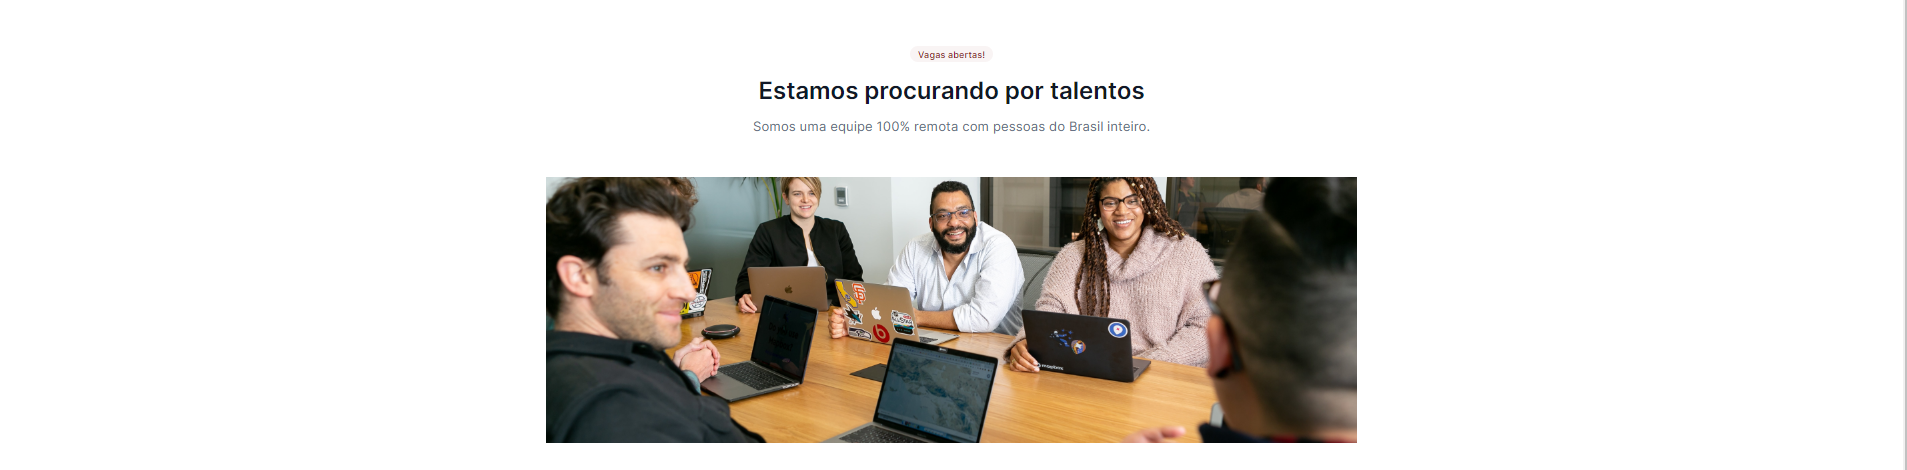 Vagas abertas!
Estamos procurando por talentos
Somos uma equipe 100% remota com pessoas do Brasil inteiro.